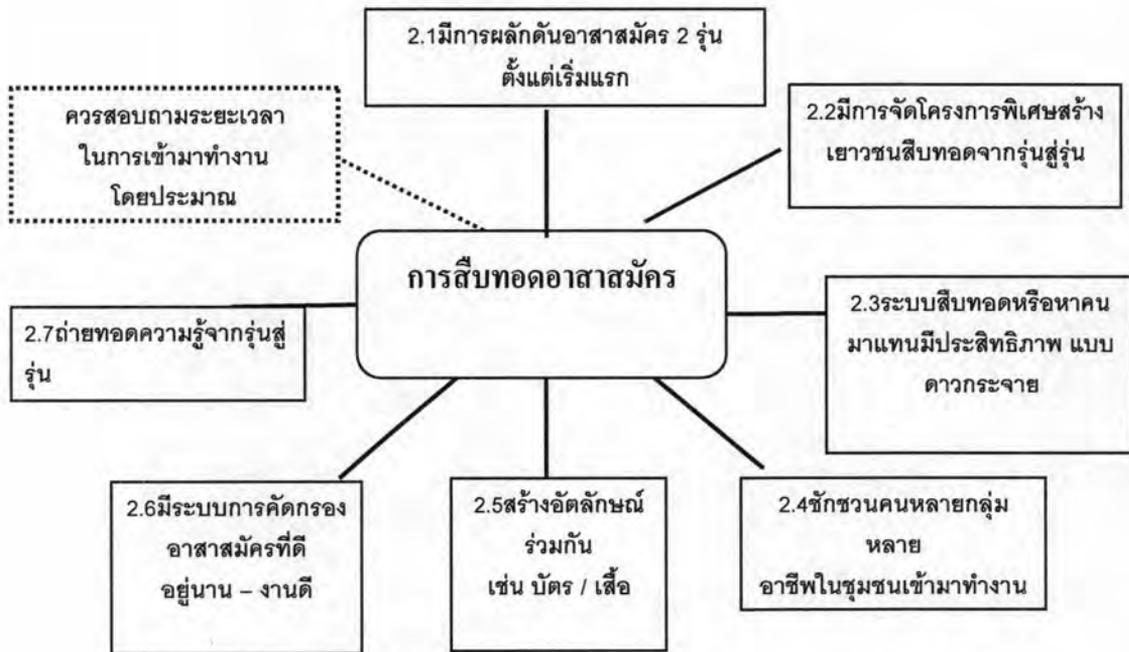 2.1มีการผลักดันอาสาสมัคร 2 รุ่น
ตั้งแต่เริ่มแรก
ควรสอบถามระยะเวลา
ในการเข้ามาทำงาน
โดยประมาณ
2.2มีการจัดโครงการพิเศษสร้าง
เยาวชนสืบทอดจากรุ่นสู่รุ่น
การสืบทอดอาสาสมัคร
2.3ระบบสืบทอดหรือหาคน
มาแทนมีประสิทธิภาพ แบบ
ดาวกระจาย
2.7ถ่ายทอดความรู้จากรุ่นสู่
รุ่น
2.6มีระบบการคัดกรอง
อาสาสมัครที่ดี
อยู่นาน – งานดี
2.5สร้างอัตลักษณ์
ร่วมกัน
เช่น บัตร / เสื้อ
2.4ชักชวนคนหลายกลุ่ม
หลาย
อาชีพในชุมชนเข้ามาทำงาน